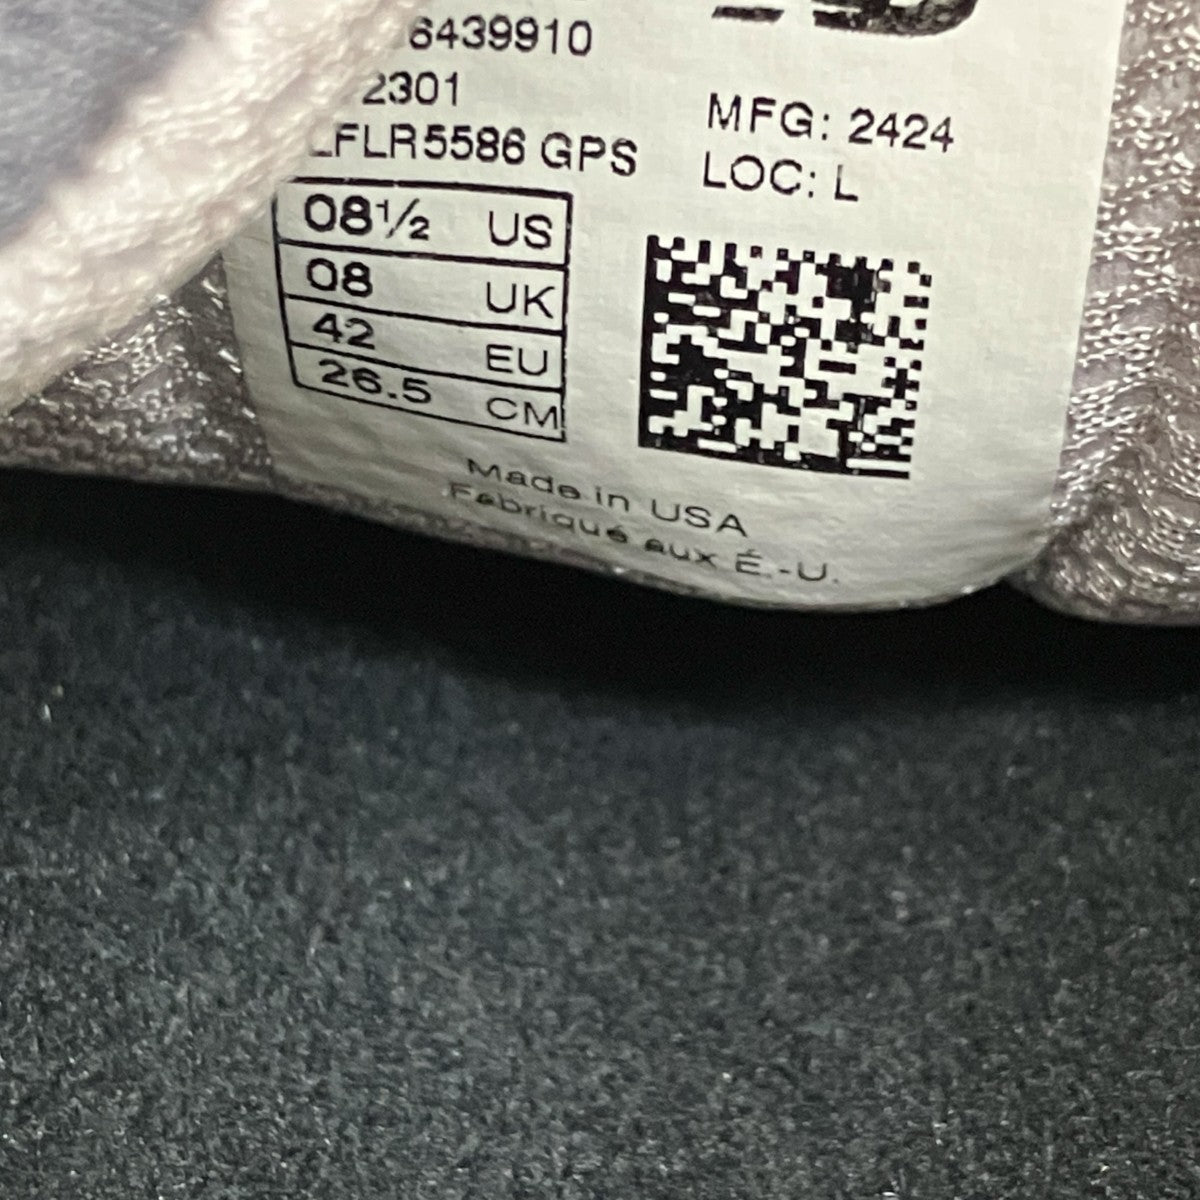 6439910
2301
FLR5586 GPS
MFG: 2424
LOC: L
08½ US
08 UK
42 EU
26.5 CM
Made in USA
Fabriqué aux É.-U.